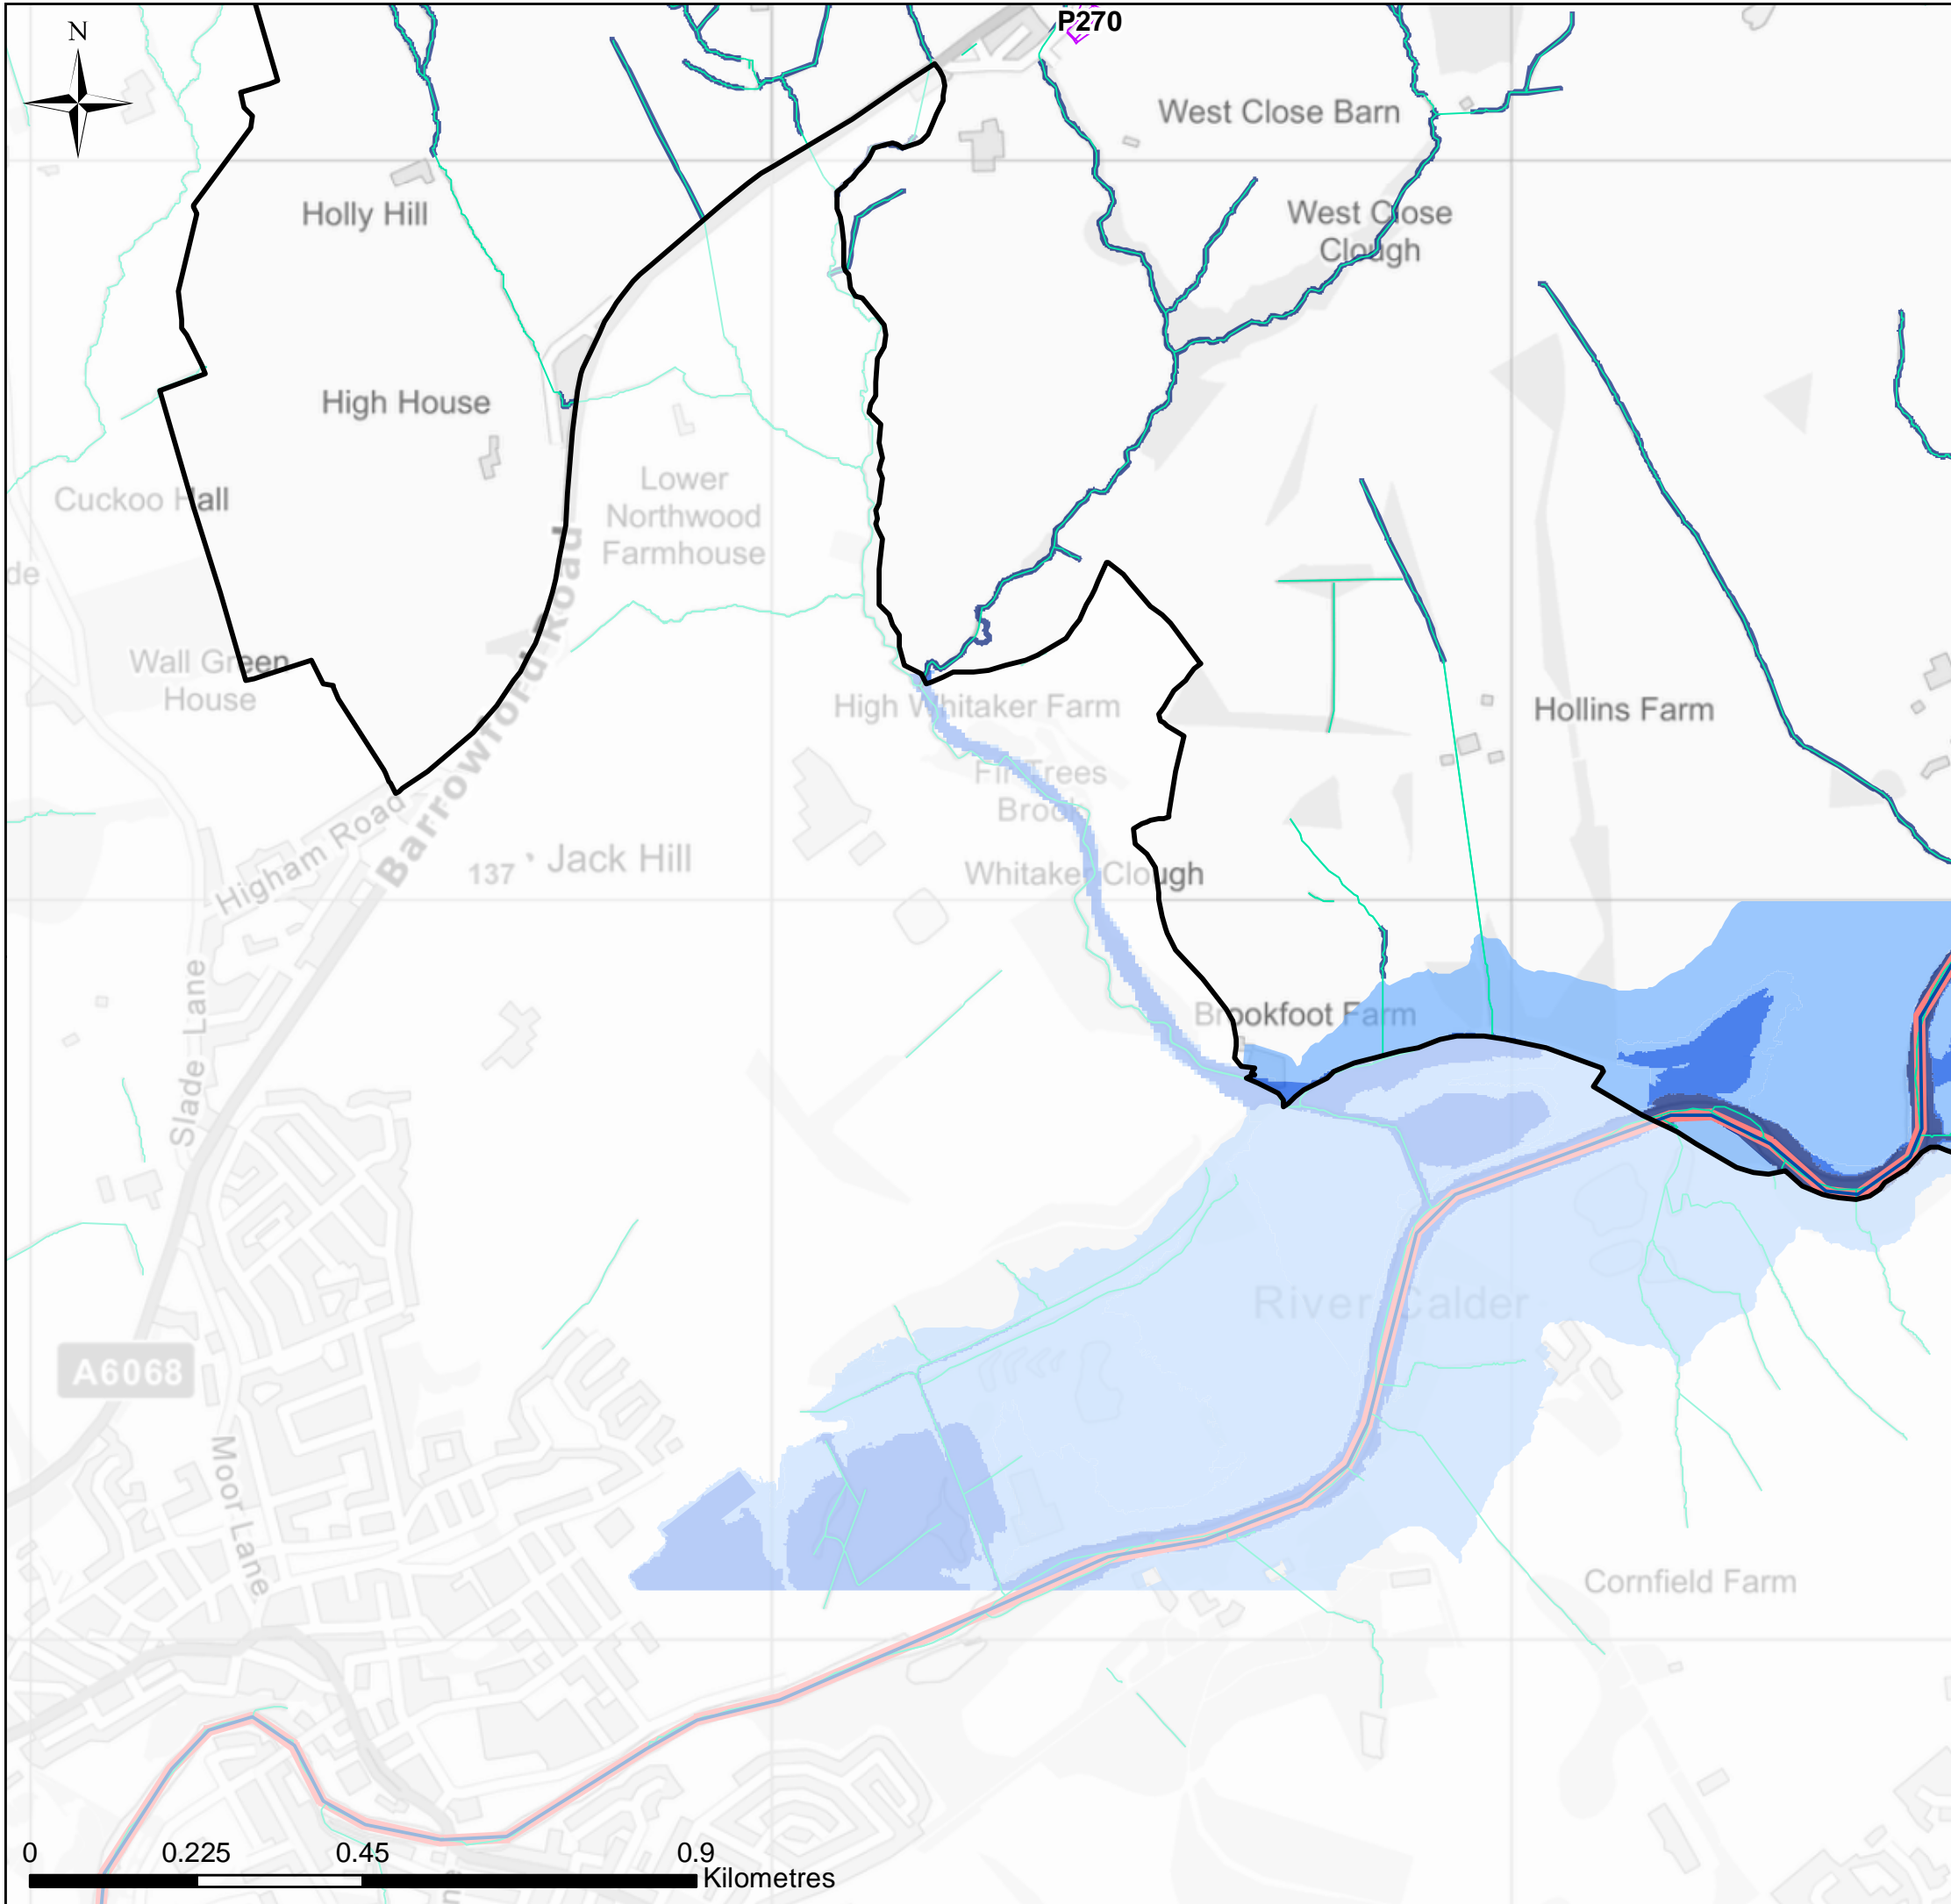 P270
N
West Close Barn
Holly Hill
West Close
Clough
High House
Lower
Northwood
Farmhouse
Cuckoo Hall
de
Barrowford Road
Wall Green
House
High Whitaker Farm
Hollins Farm
Fir Trees
Brook
Higham Road
137
Jack Hill
Whitaker Clough
Slade Lane
Brookfoot Farm
River Calder
A6068
Moor Lane
Cornfield Farm
0
0.225
0.45
0.9
Kilometres